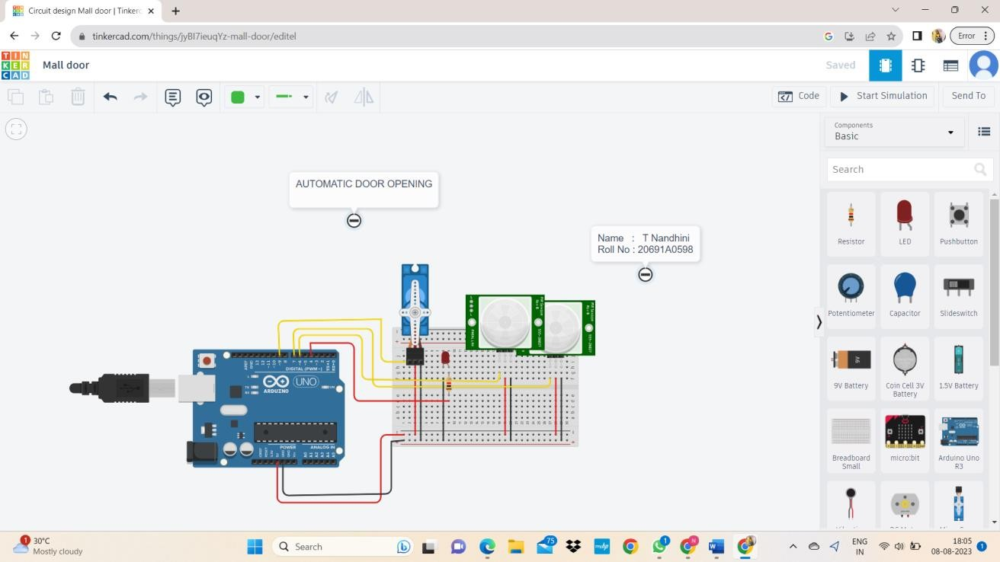 Circuit design Mall door | Tinkerc
tinkercad.com/things/jyBI7ieuqYz-mall-door/editel
Error
TIN
KER
CAD
Mall door
Saved
Code
Start Simulation
Send To
Components
Basic
Search
AUTOMATIC DOOR OPENING
Name : T Nandhini
Roll No : 20691A0598
Resistor
LED
Pushbutton
Potentiometer
Capacitor
Slideswitch
9V Battery
Coin Cell 3V
Battery
1.5V Battery
Breadboard
Small
micro:bit
Arduino Uno
R3
DIGITAL (PWM~)
UNO
ARDUINO
POWER
ANALOG IN
1
30°C
Mostly cloudy
Search
75
1
ENG
IN
18:05
08-08-2023
1